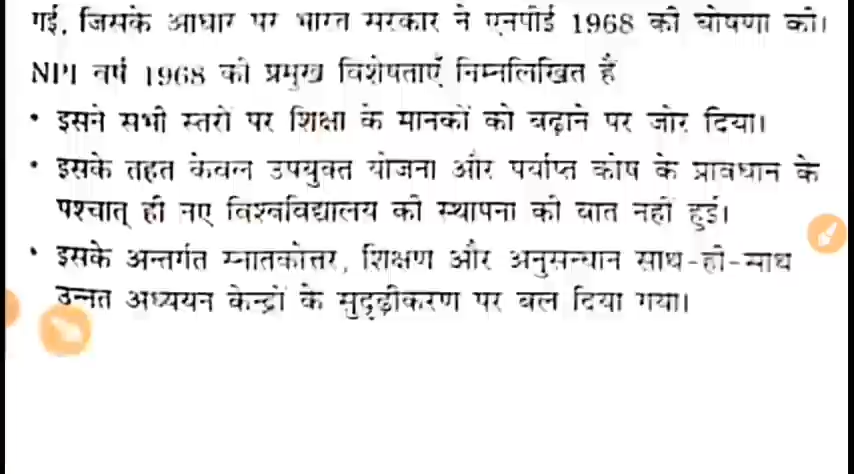 गई, जिसके आधार पर भारत सरकार ने एनपीई 1968 की घोषणा की।
NPI वर्ष 1968 की प्रमुख विशेषताएँ निम्नलिखित हैं
• इसने सभी स्तरों पर शिक्षा के मानकों को बढ़ाने पर जोर दिया।
• इसके तहत केवल उपयुक्त योजना और पर्याप्त कोष के प्रावधान के
पश्चात् ही नए विश्वविद्यालय की स्थापना की बात नहीं हुई।
• इसके अन्तर्गत स्नातकोत्तर, शिक्षण और अनुसन्धान साथ-ही-साथ
उन्नत अध्ययन केन्द्रों के सुदृढ़ीकरण पर बल दिया गया।